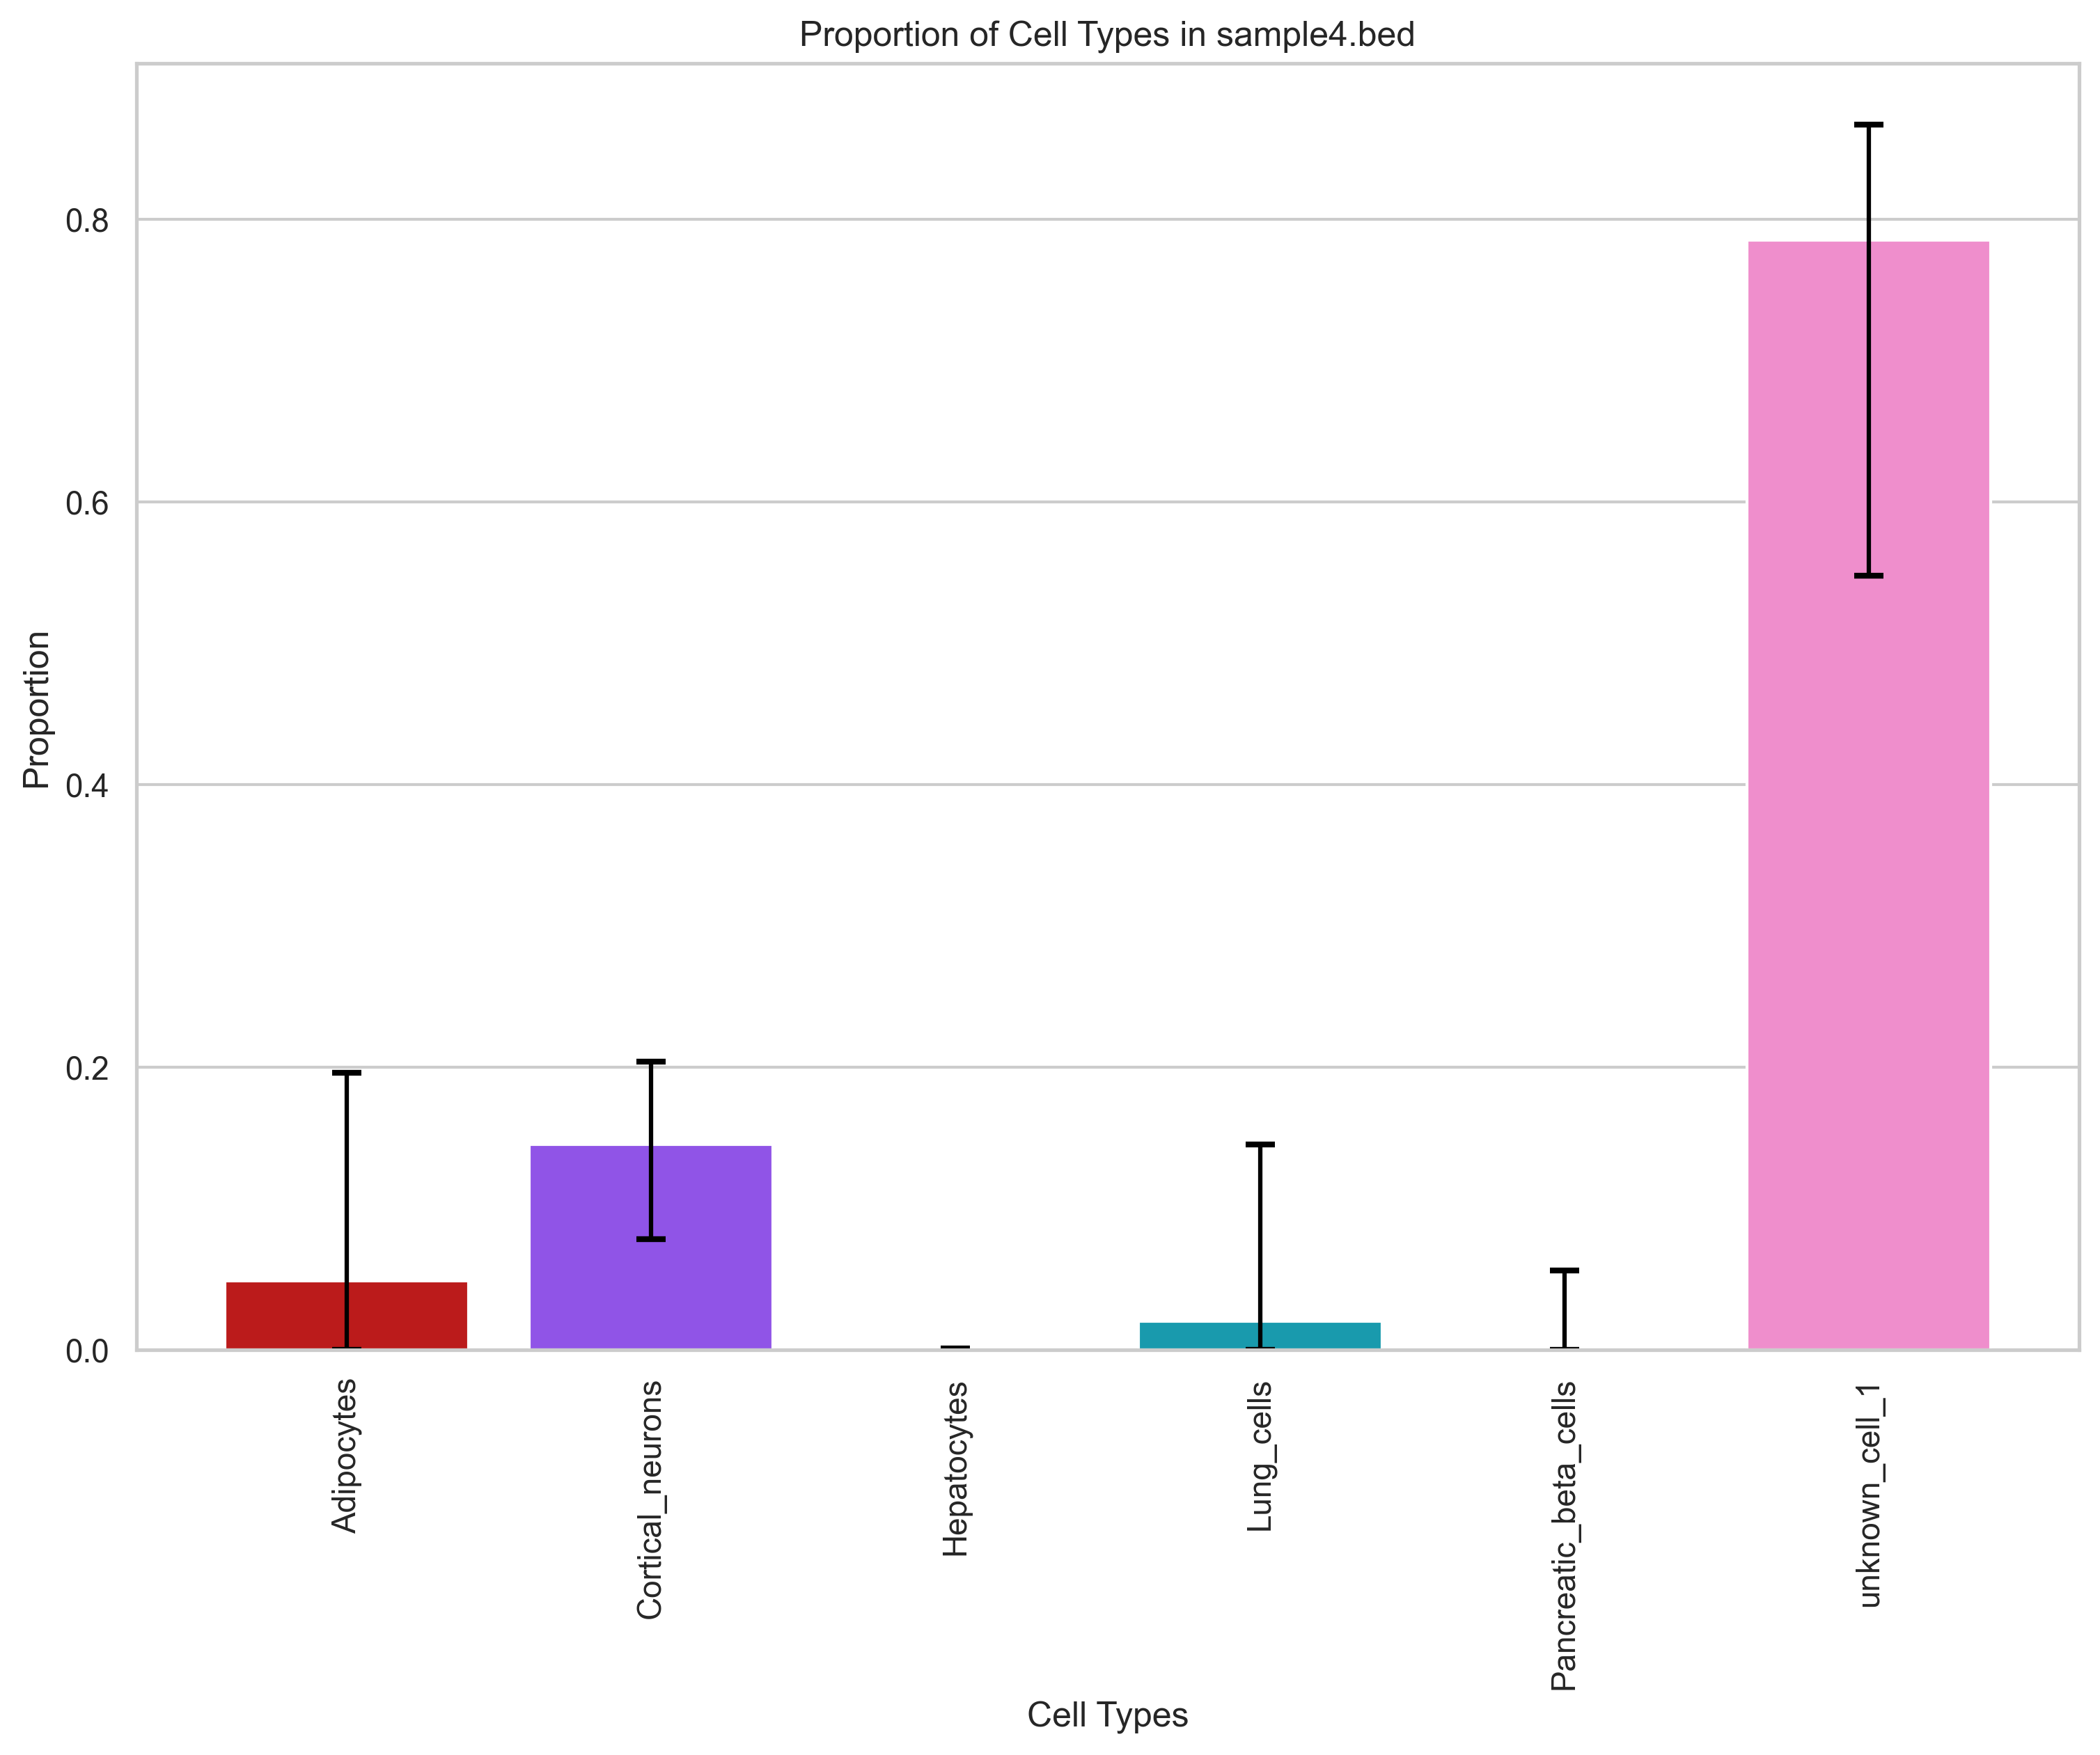 Proportion of Cell Types in sample4.bed
Proportion
0.8
0.6
0.4
0.2
0.0
Adipocytes
Cortical_neurons
Hepatocytes
Lung_cells
Pancreatic_beta_cells
unknown_cell_1
Cell Types